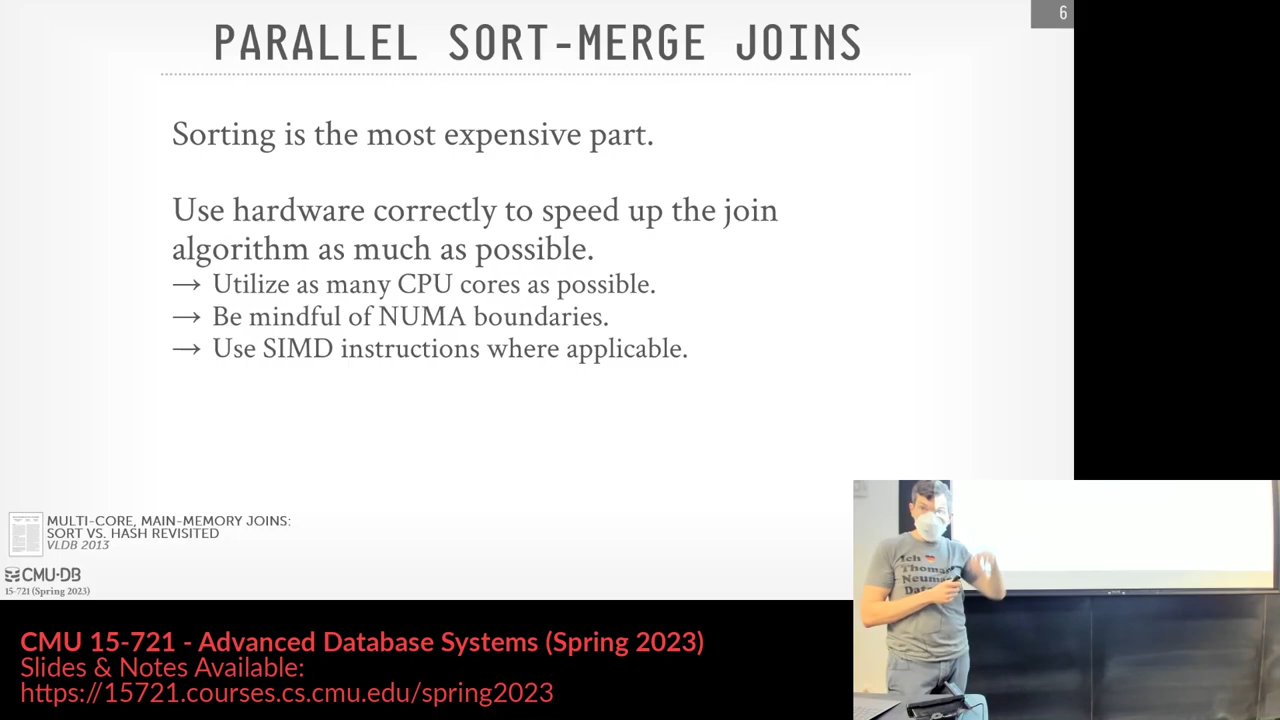 6
PARALLEL SORT-MERGE JOINS
Sorting is the most expensive part.
Use hardware correctly to speed up the join
algorithm as much as possible.
→ Utilize as many CPU cores as possible.
→ Be mindful of NUMA boundaries.
→ Use SIMD instructions where applicable.
MULTI-CORE, MAIN-MEMORY JOINS:
SORT VS. HASH REVISITED
VLDB 2013
CMU·DB
15-721 (Spring 2023)
Ich
Thomas
Neuman
Dat
CMU 15-721 - Advanced Database Systems (Spring 2023)
Slides & Notes Available:
https://15721.courses.cs.cmu.edu/spring2023